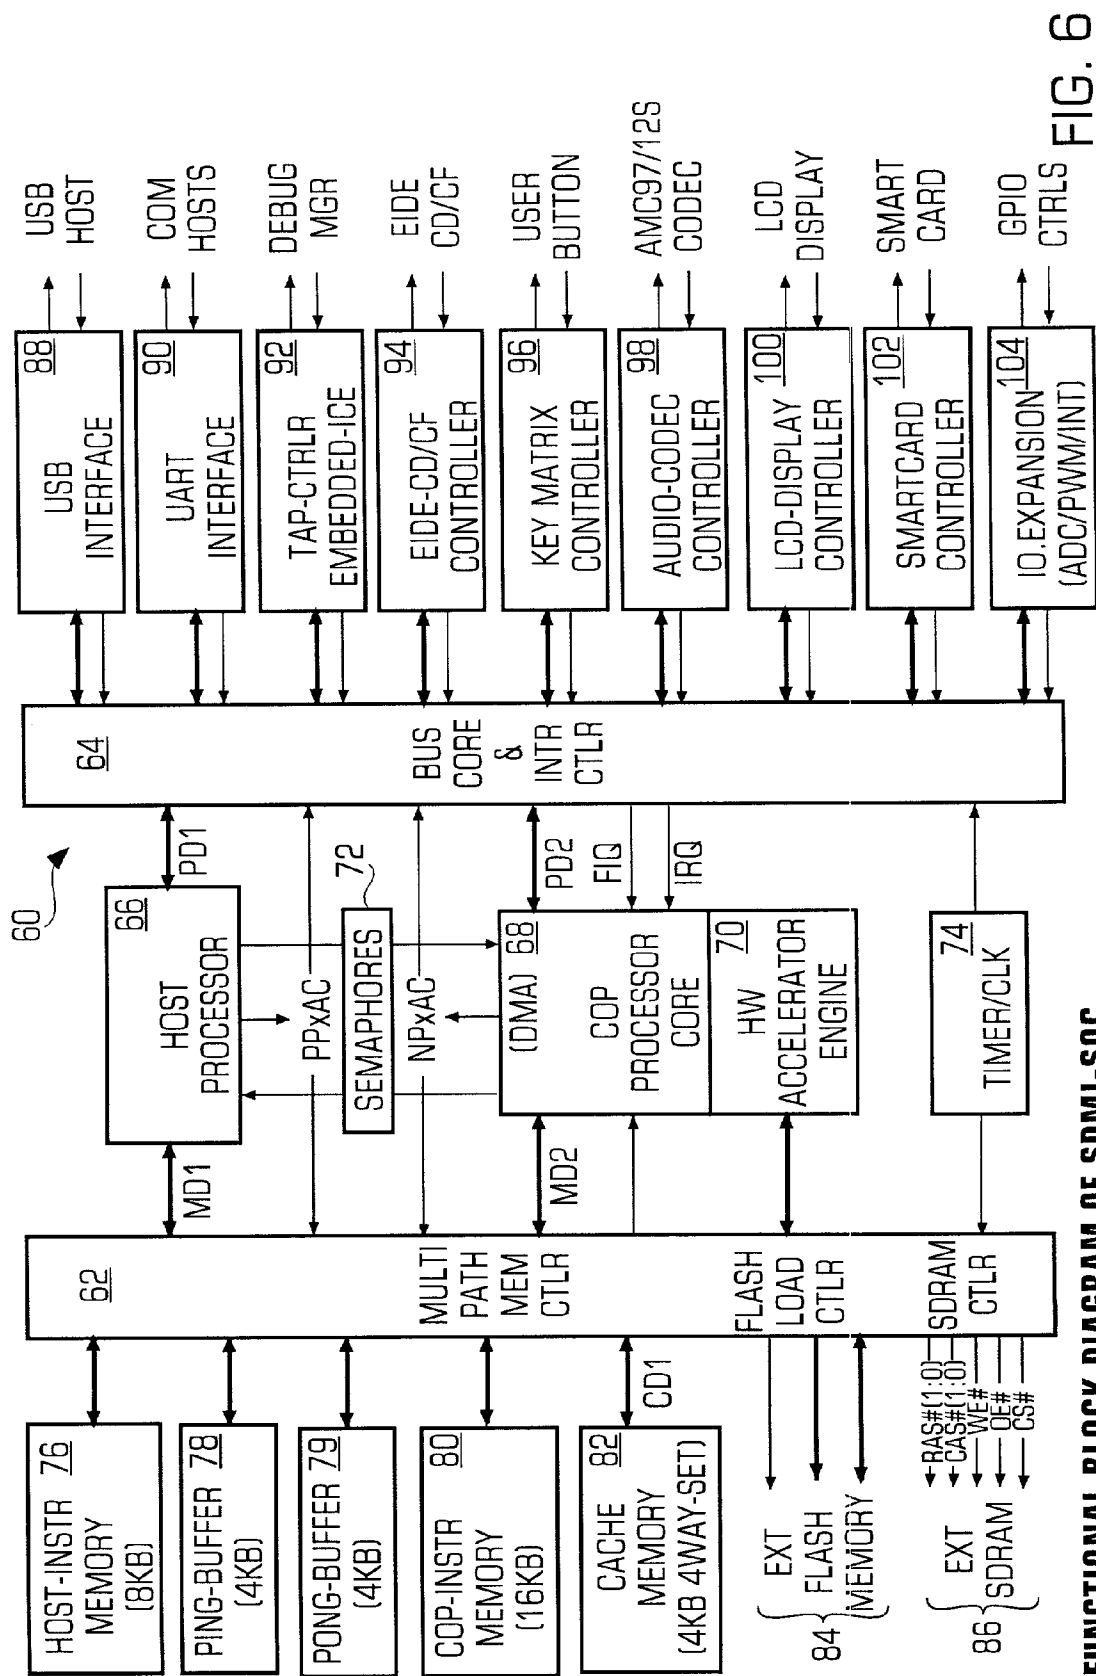 60
HOST-INSTR 76
MEMORY
(8KB)
PING-BUFFER 78
(4KB)
PONG-BUFFER 79
(4KB)
COP-INSTR 80
MEMORY
(16KB)
CACHE 82
MEMORY
(4KB 4WAY-SET)
CD1
84
EXT
FLASH
MEMORY
86
EXT
SDRAM
RAS#(1:0)
CAS#(1:0)
WE#
OE#
CS#
62
MULTI
PATH
MEM
CTLR
FLASH
LOAD
CTLR
SDRAM
CTLR
MD1
MD2
HOST 66
PROCESSOR
PPxAC
SEMAPHORES
72
NPxAC
(DMA) 68
COP
PROCESSOR
CORE
HW 70
ACCELERATOR
ENGINE
74
TIMER/CLK
PD1
PD2
FIQ
IRQ
64
BUS
CORE
&
INTR
CTLR
USB 88
INTERFACE
UART 90
INTERFACE
TAP-CTRLR 92
EMBEDDED-ICE
EIDE-CD/CF 94
CONTROLLER
KEY MATRIX 96
CONTROLLER
AUDIO-CODEC 98
CONTROLLER
LCD-DISPLAY 100
CONTROLLER
SMARTCARD 102
CONTROLLER
IO.EXPANSION 104
(ADC/PWM/INT)
USB
HOST
COM
HOSTS
DEBUG
MGR
EIDE
CD/CF
USER
BUTTON
AMC97/12S
CODEC
LCD
DISPLAY
SMART
CARD
GPIO
CTRLS
FUNCTIONAL BLOCK DIAGRAM OF SDMI-SOC
FIG. 6